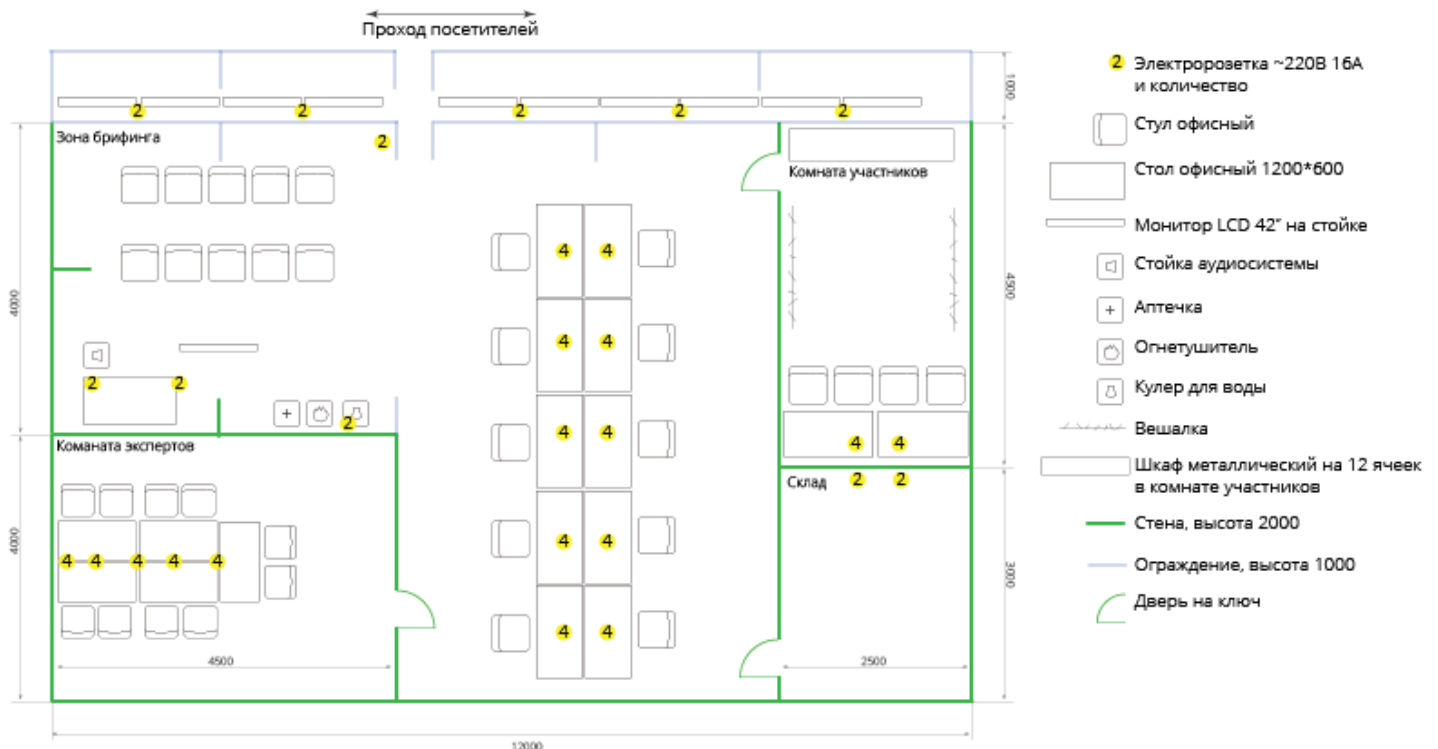 Проход посетителей
1000
2
2
2
2
2
Зона брифинга
2
Комната участников
4000
4500
4 4
4 4
4 4
4 4
4 4
2
2
2
4
4
Команата экспертов
Склад
2
2
4000
4 4 4 4 4
3000
4500
2500
12000
2 Электророзетка ~220В 16А
и количество
Стул офисный
Стол офисный 1200*600
Монитор LCD 42" на стойке
Стойка аудиосистемы
Аптечка
Огнетушитель
Кулер для воды
Вешалка
Шкаф металлический на 12 ячеек
в комнате участников
Стена, высота 2000
Ограждение, высота 1000
Дверь на ключ